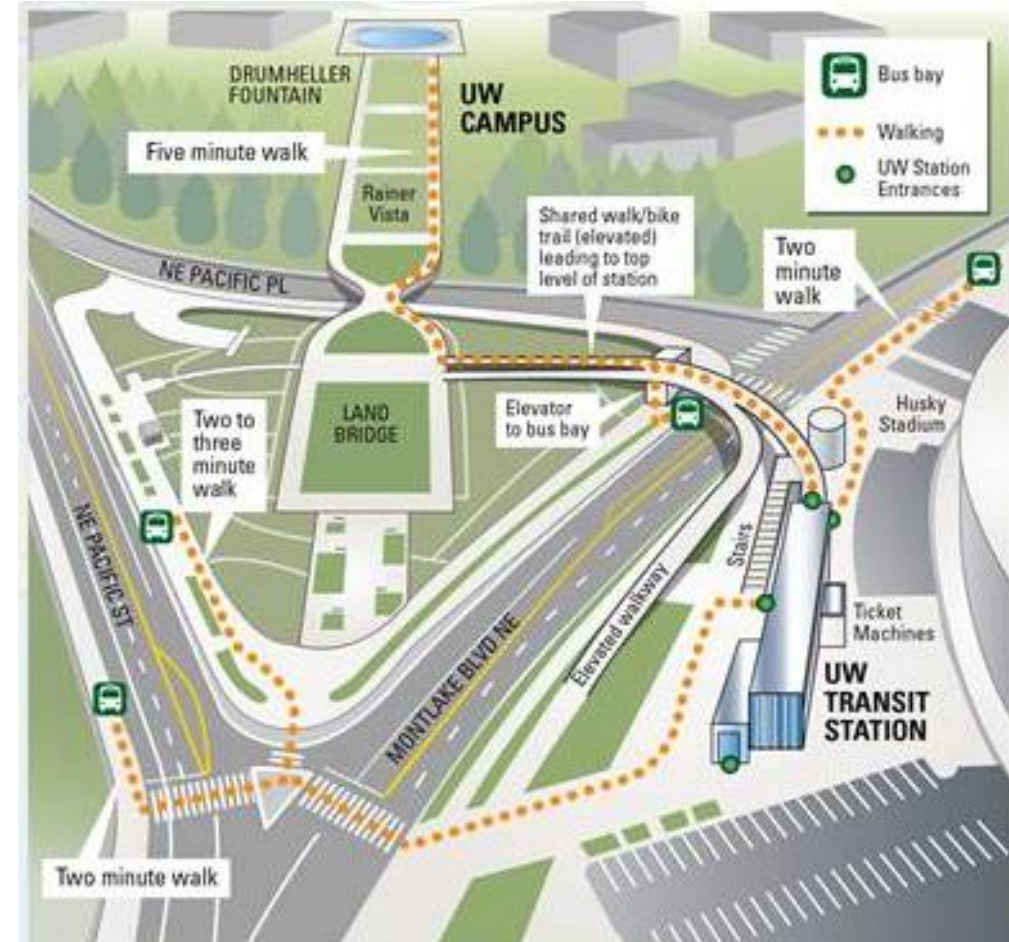 DRUMHELLER
FOUNTAIN
UW
CAMPUS
Bus bay
Walking
UW Station
Entrances
Five minute walk
Rainer
Vista
Shared walk/bike
trail (elevated)
leading to top
level of station
Two
minute
walk
NE PACIFIC PL
Two to
three
minute
walk
LAND
BRIDGE
Elevator
to bus bay
Husky
Stadium
NE PACIFIC ST
Stairs
Elevated walkway
MONTLAKE BLVD NE
Ticket
Machines
UW
TRANSIT
STATION
Two minute walk